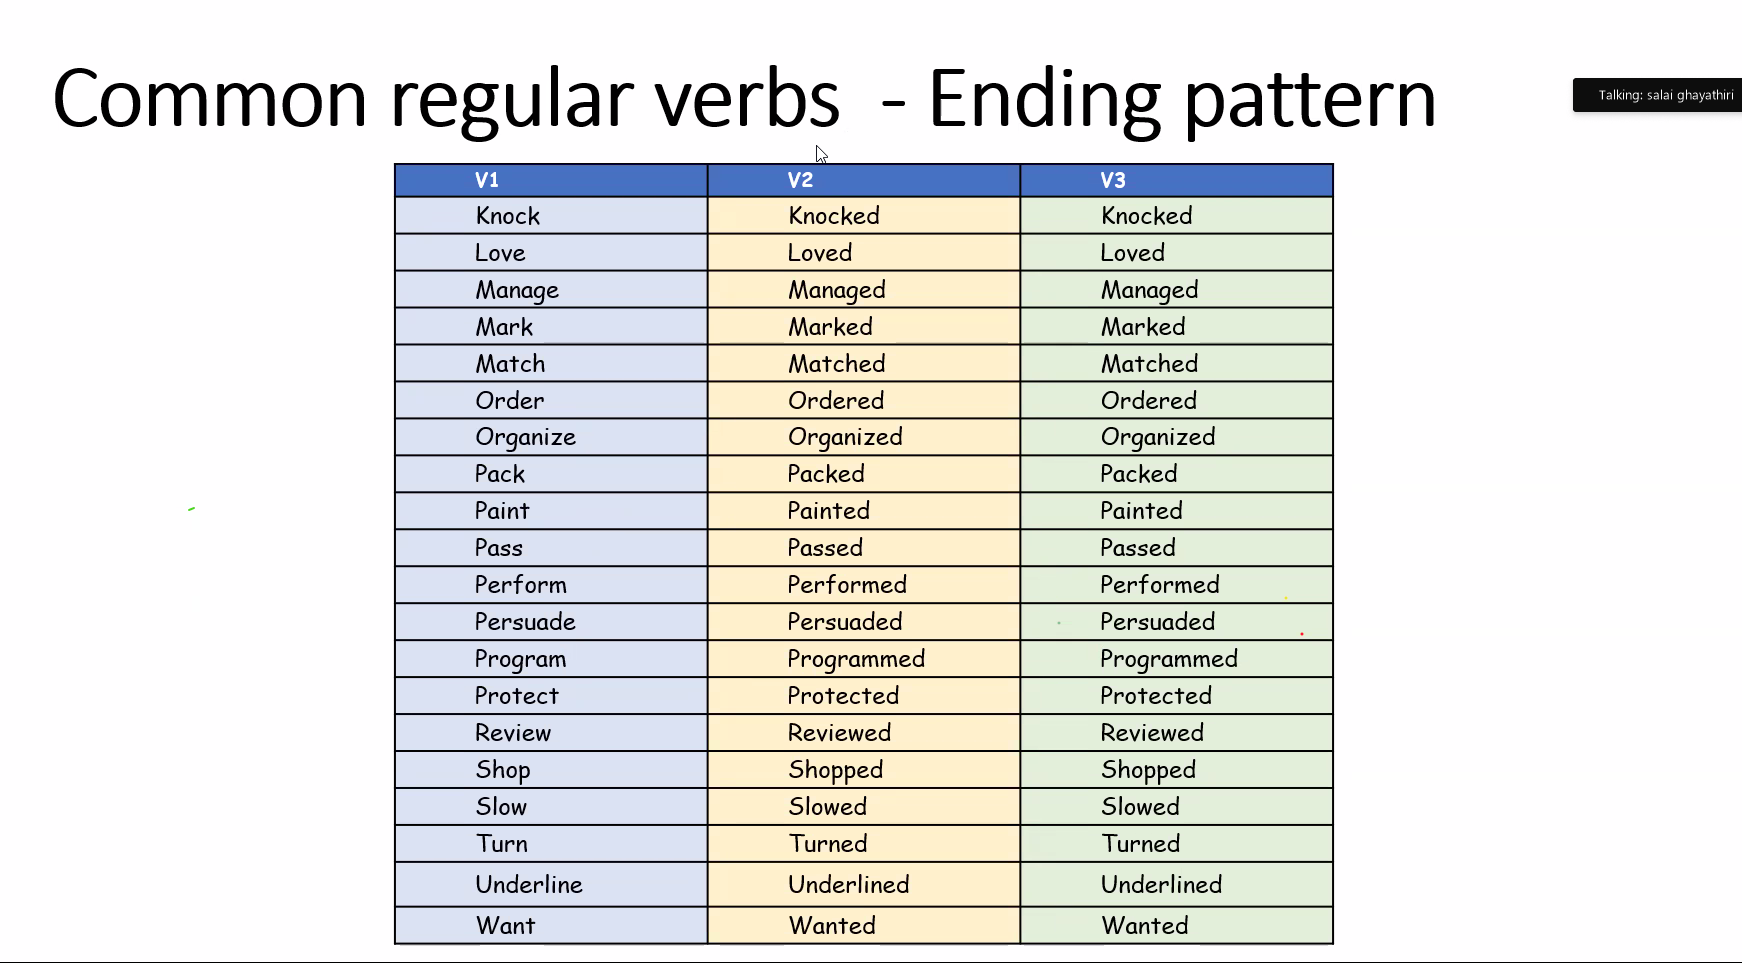 Common regular verbs - Ending pattern
Talking: salai ghayathiri
V1 V2 V3
Knock Knocked Knocked
Love Loved Loved
Manage Managed Managed
Mark Marked Marked
Match Matched Matched
Order Ordered Ordered
Organize Organized Organized
Pack Packed Packed
Paint Painted Painted
Pass Passed Passed
Perform Performed Performed
Persuade Persuaded Persuaded
Program Programmed Programmed
Protect Protected Protected
Review Reviewed Reviewed
Shop Shopped Shopped
Slow Slowed Slowed
Turn Turned Turned
Underline Underlined Underlined
Want Wanted Wanted